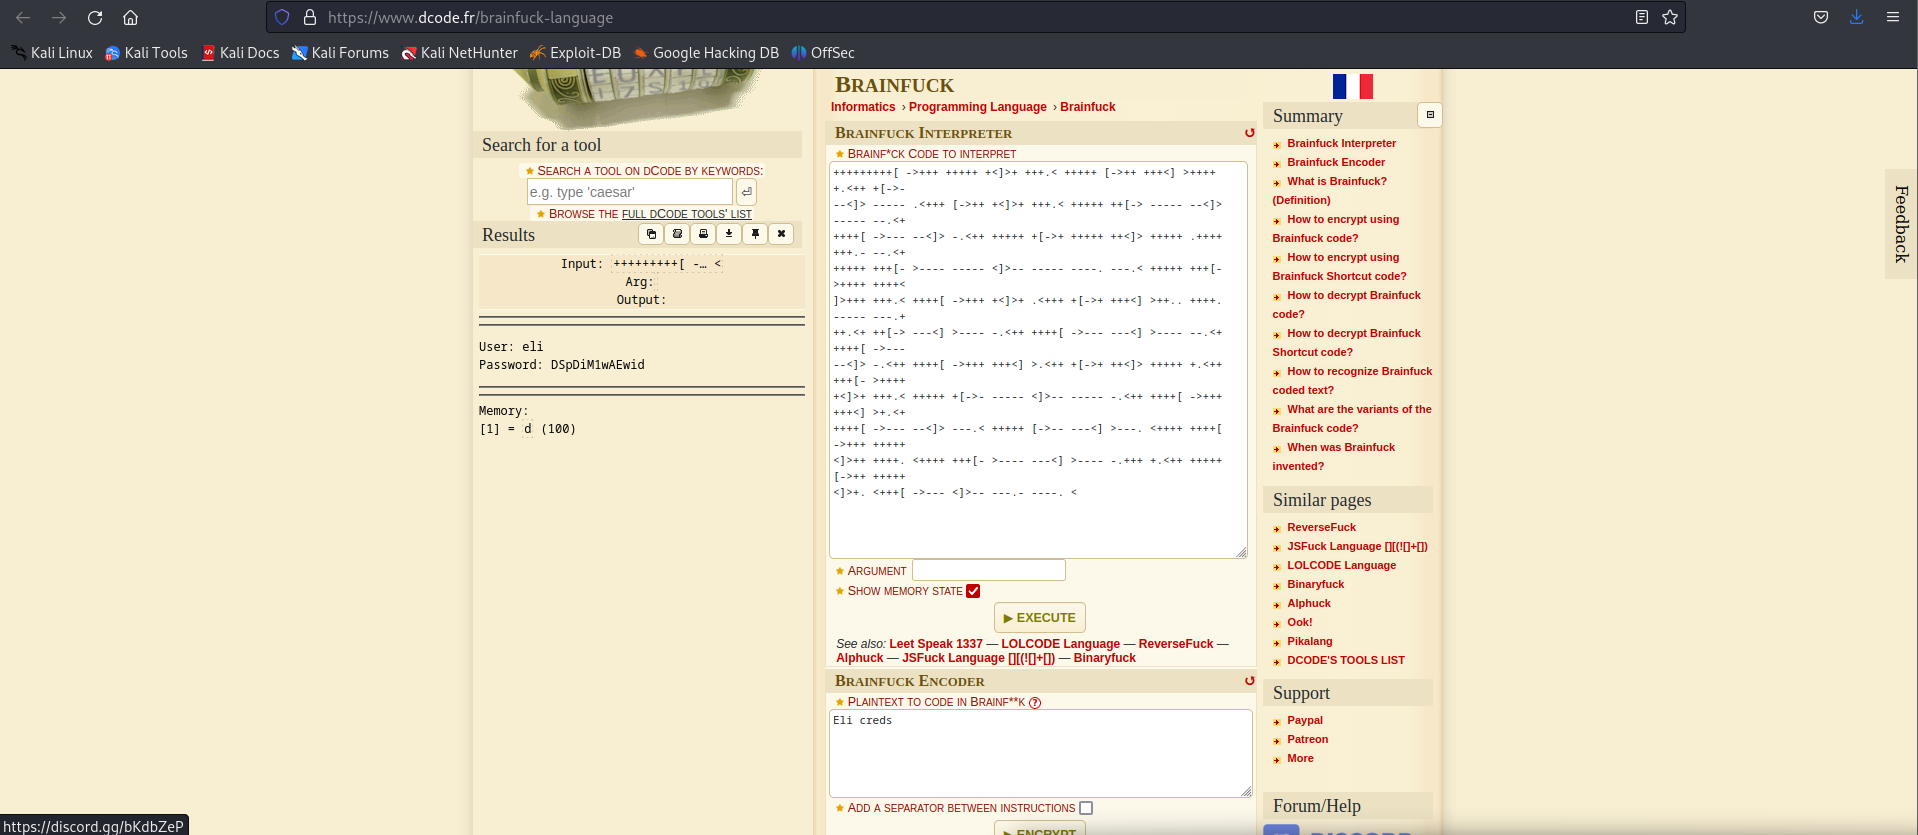 https://www.dcode.fr/brainfuck-language
Kali Linux Kali Tools Kali Docs Kali Forums Kali NetHunter Exploit-DB Google Hacking DB OffSec
Search for a tool
Search a tool on dCode by keywords:
e.g. type 'caesar'
Browse the full dCode tools' list
Results
Input: +++++++++[ -… <
Arg:
Output:
User: eli
Password: DSpDiM1wAEwid
Memory:
[1] = d (100)
Brainfuck
Informatics › Programming Language › Brainfuck
Brainfuck Interpreter
Brainf*ck Code to interpret
+++++++++[ ->+++ +++++ +<]>+ +++.< +++++ [->++ +++<] >++++
+.<++ +[->-
--<]> ----- .<+++ [->++ +<]>+ +++.< +++++ ++[-> ----- --<]>
----- --.<+
++++[ ->--- --<]> -.<++ +++++ +[->+ +++++ ++<]> +++++ .++++
+++.- --.<+
+++++ +++[- >---- ----- <]>-- ----- ----. ---.< +++++ +++[-
>++++ ++++<
]>+++ +++.< ++++[ ->+++ +<]>+ .<+++ +[->+ +++<] >++.. ++++.
----- ---.+
++.<+ ++[-> ---<] >---- -.<++ ++++[ ->--- ---<] >---- --.<+
++++[ ->---
--<]> -.<++ ++++[ ->+++ +++<] >.<++ +[->+ ++<]> +++++ +.<++
+++[- >++++
+<]>+ +++.< +++++ +[->- ----- <]>-- ----- -.<++ ++++[ ->+++
+++<] >+.<+
++++[ ->--- --<]> ---.< +++++ [->-- ---<] >---. <++++ ++++[
->+++ +++++
<]>++ ++++. <++++ +++[- >---- ---<] >---- -.+++ +.<++ +++++
[->++ +++++
<]>+. <+++[ ->--- <]>-- ---.- ----. <
Argument
Show memory state
▶ EXECUTE
See also: Leet Speak 1337 — LOLCODE Language — ReverseFuck —
Alphuck — JSFuck Language [][(![]+[]) — Binaryfuck
Brainfuck Encoder
Plaintext to code in Brainf**k ?
Eli creds
Add a separator between instructions
▶ ENCRYPT
Summary
Brainfuck Interpreter
Brainfuck Encoder
What is Brainfuck?
(Definition)
How to encrypt using
Brainfuck code?
How to encrypt using
Brainfuck Shortcut code?
How to decrypt Brainfuck
code?
How to decrypt Brainfuck
Shortcut code?
How to recognize Brainfuck
coded text?
What are the variants of the
Brainfuck code?
When was Brainfuck
invented?
Similar pages
ReverseFuck
JSFuck Language [][(![]+[])
LOLCODE Language
Binaryfuck
Alphuck
Ook!
Pikalang
DCODE'S TOOLS LIST
Support
Paypal
Patreon
More
Forum/Help
DISCORD
Feedback
https://discord.gg/bKdbZeP